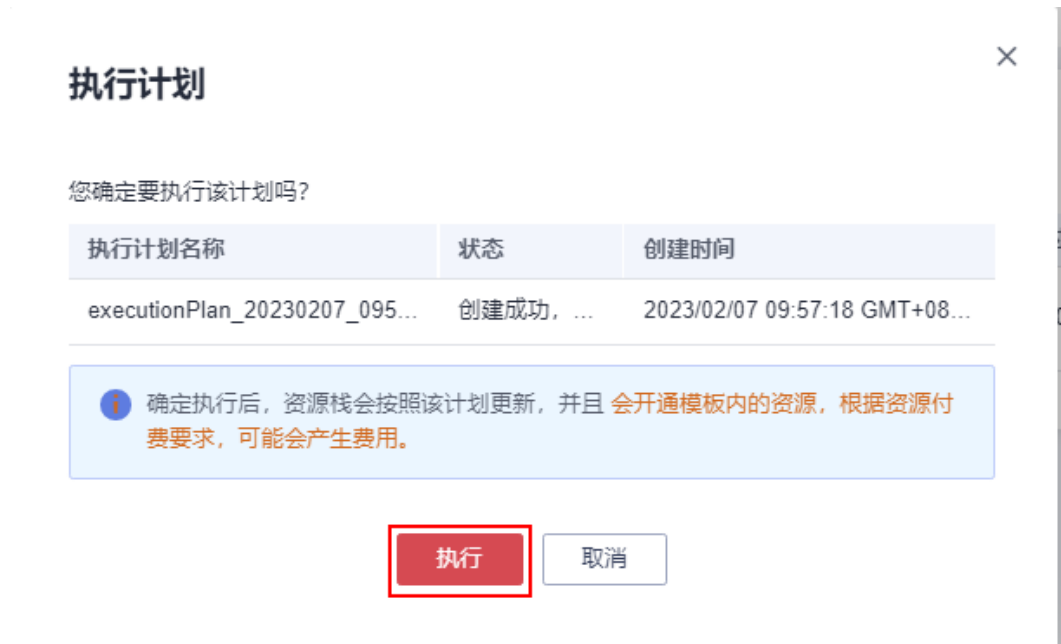 执行计划
您确定要执行该计划吗?
执行计划名称 状态 创建时间
executionPlan_20230207_095... 创建成功, ... 2023/02/07 09:57:18 GMT+08...
确定执行后，资源栈会按照该计划更新，并且 会开通模板内的资源，根据资源付
费要求，可能会产生费用。
执行 取消